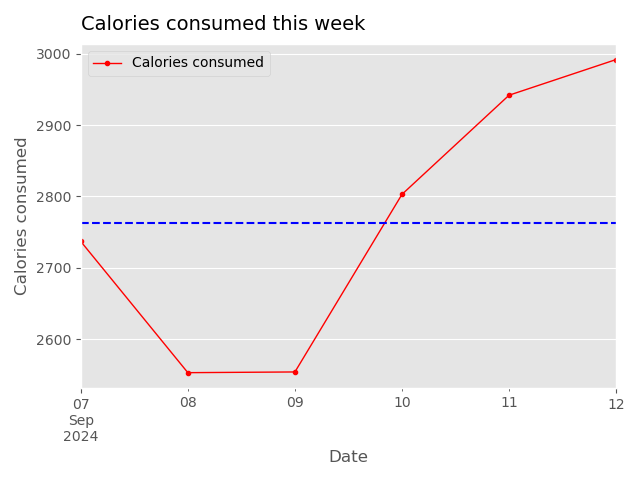 Calories consumed this week
Calories consumed
3000
2900
2800
2700
2600
Calories consumed
07
Sep
2024
08
09
10
11
12
Date